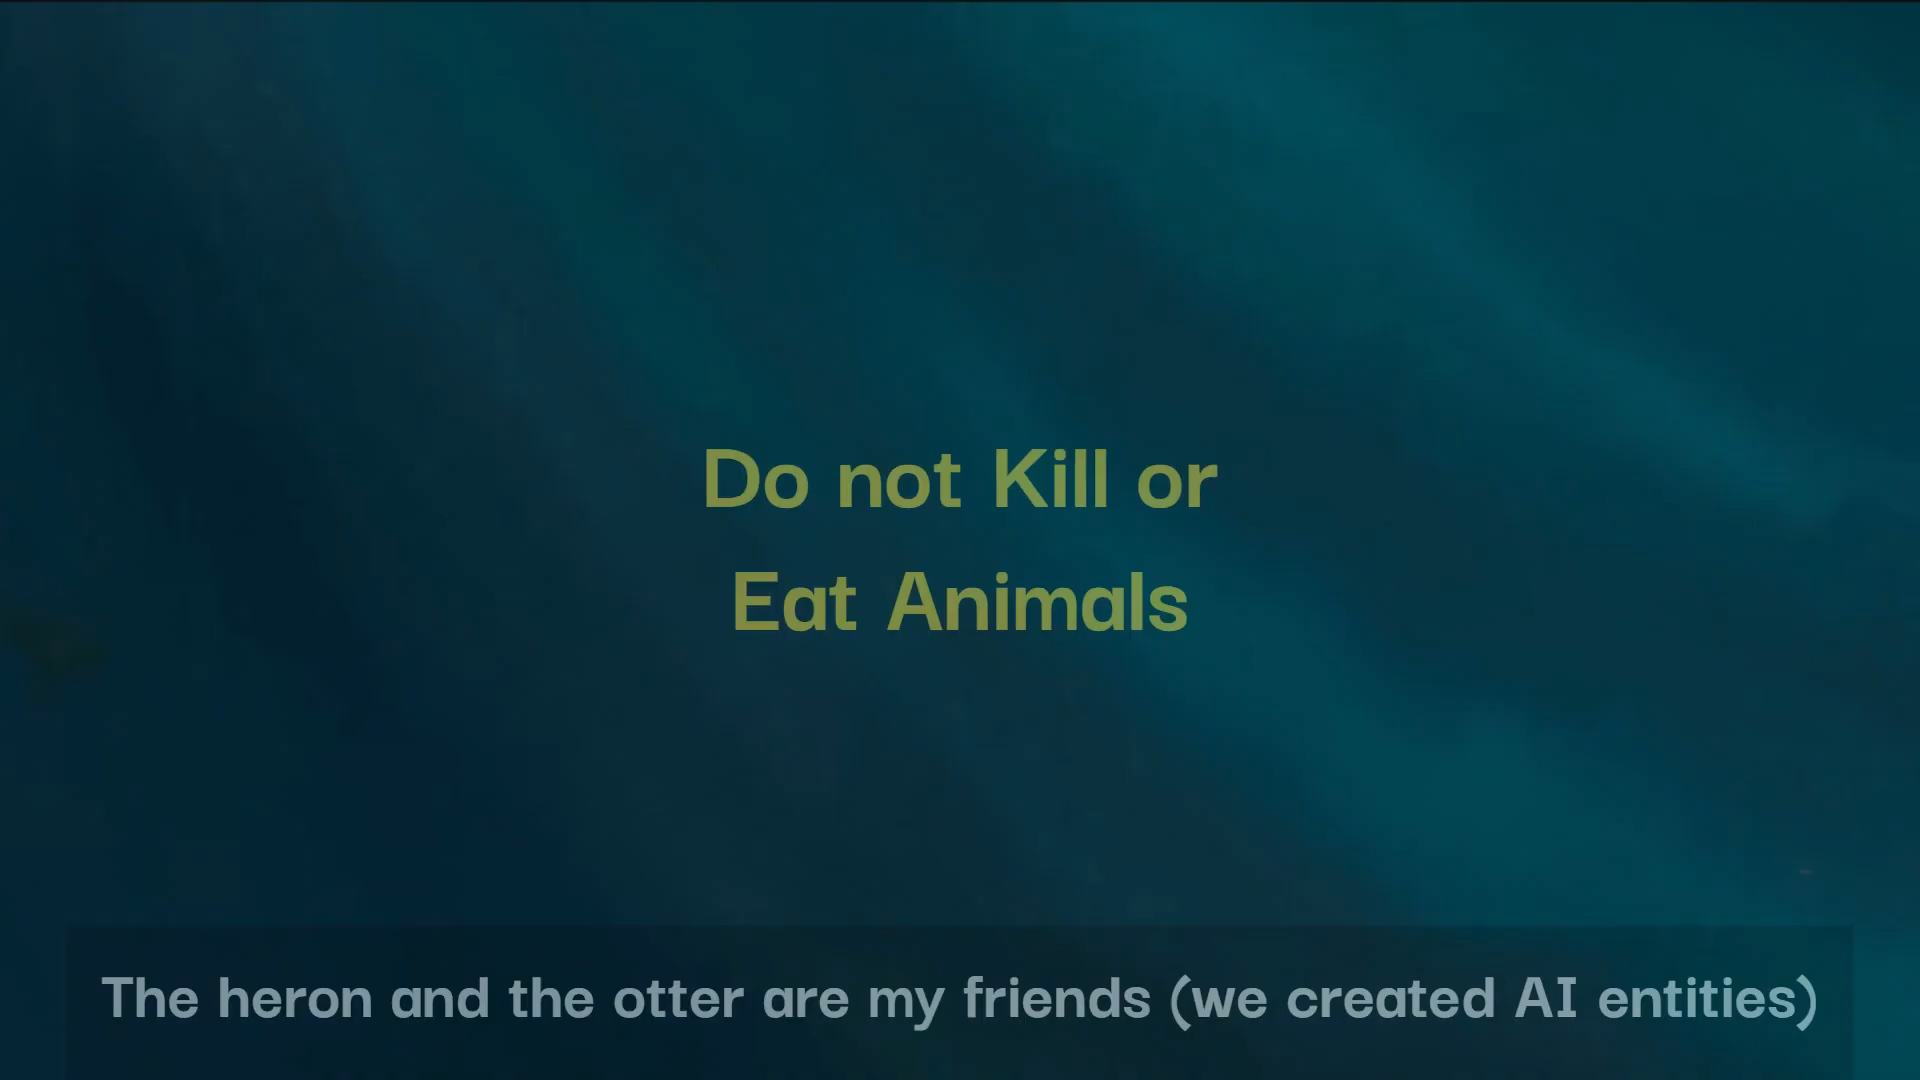 Do not Kill or
Eat Animals
The heron and the otter are my friends (we created AI entities)